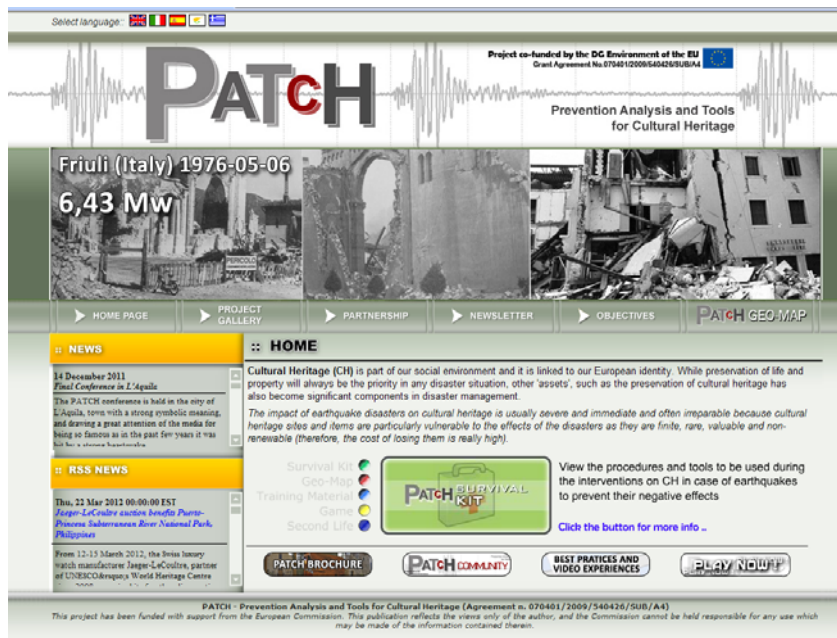 Select language::
PATCH
Project co-funded by the DG Environment of the EU
Grant Agreement No.070401/2009/540426/SUB/A4
Prevention Analysis and Tools
for Cultural Heritage
Friuli (Italy) 1976-05-06
6,43 Mw
PERICOLO
HOME PAGE
PROJECT
GALLERY
PARTNERSHIP
NEWSLETTER
OBJECTIVES
PATCH GEO-MAP
:: NEWS
14 December 2011
Final Conference in L'Aquila
The PATCH conference is held in the city of
L'Aquila, town with a strong symbolic meaning,
and drawing a great attention of the media for
being so famous as in the past few years it was
hit by a strong heartquake
:: RSS NEWS
Thu, 22 Mar 2012 00:00:00 EST
Jaeger-LeCoultre auction benefits Puerto-
Princesa Subterranean River National Park,
Philippines
From 12-15 March 2012, the Swiss luxury
watch manufacturer Jaeger-LeCoultre, partner
of UNESCO&rsquo;s World Heritage Centre
:: HOME
Cultural Heritage (CH) is part of our social environment and it is linked to our European identity. While preservation of life and
property will always be the priority in any disaster situation, other 'assets', such as the preservation of cultural heritage has
also become significant components in disaster management.
The impact of earthquake disasters on cultural heritage is usually severe and immediate and often irreparable because cultural
heritage sites and items are particularly vulnerable to the effects of the disasters as they are finite, rare, valuable and non-
renewable (therefore, the cost of losing them is really high).
Survival Kit
Geo-Map
Training Material
Game
Second Life
PATCH SURVIVAL
KIT
View the procedures and tools to be used during
the interventions on CH in case of earthquakes
to prevent their negative effects
Click the button for more info ..
PATCH BROCHURE
PATCH COMMUNITY
BEST PRATICES AND
VIDEO EXPERIENCES
PLAY NOW!
PATCH - Prevention Analysis and Tools for Cultural Heritage (Agreement n. 070401/2009/540426/SUB/A4)
This project has been funded with support from the European Commission. This publication reflects the views only of the author, and the Commission cannot be held responsible for any use which
may be made of the information contained therein.